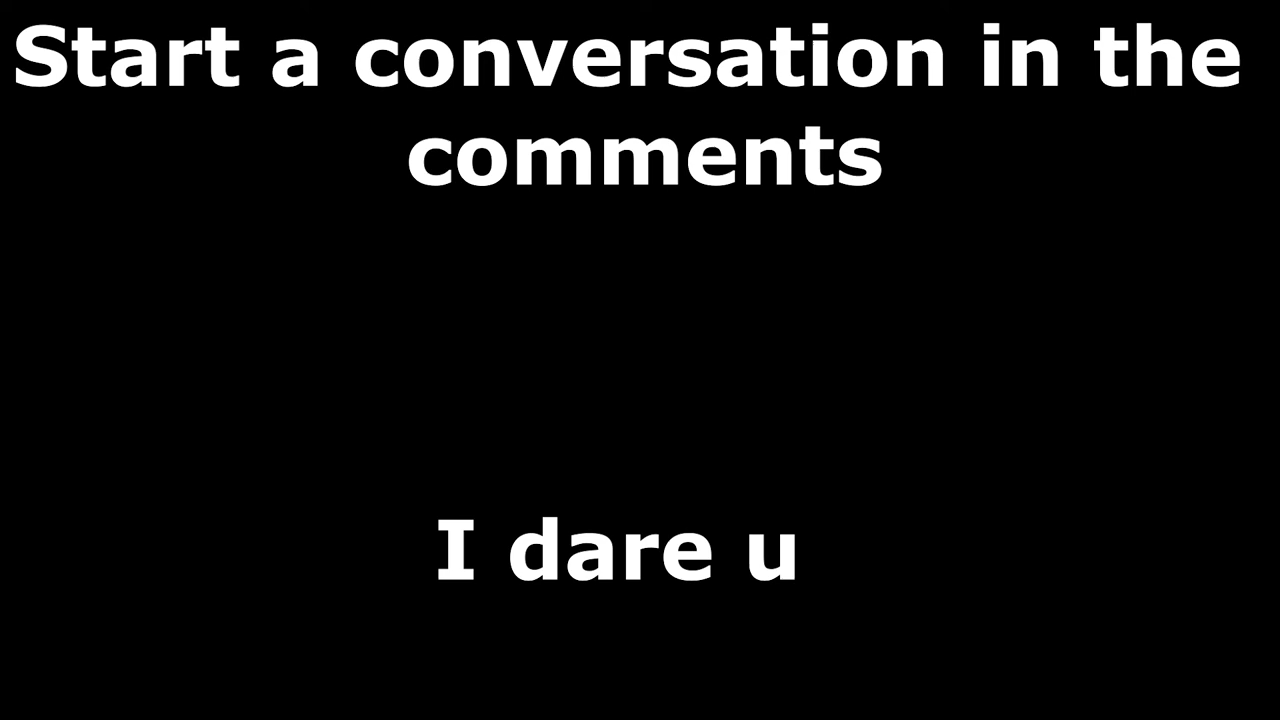 Start a conversation in the
comments
I dare u